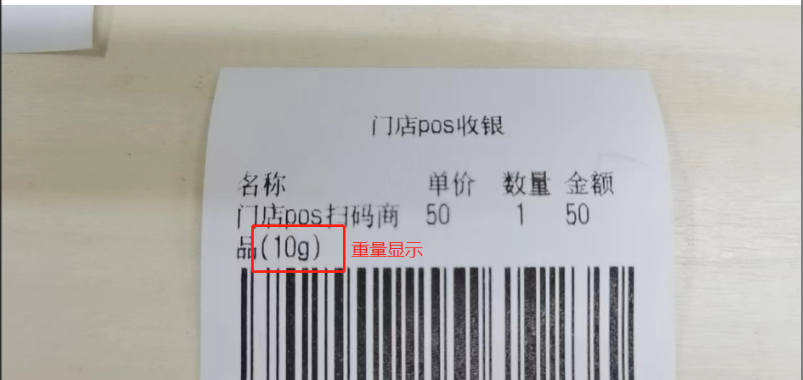 门店pos收银
名称 单价 数量 金额
门店pos扫码商 50 1 50
品(10g) 重量显示